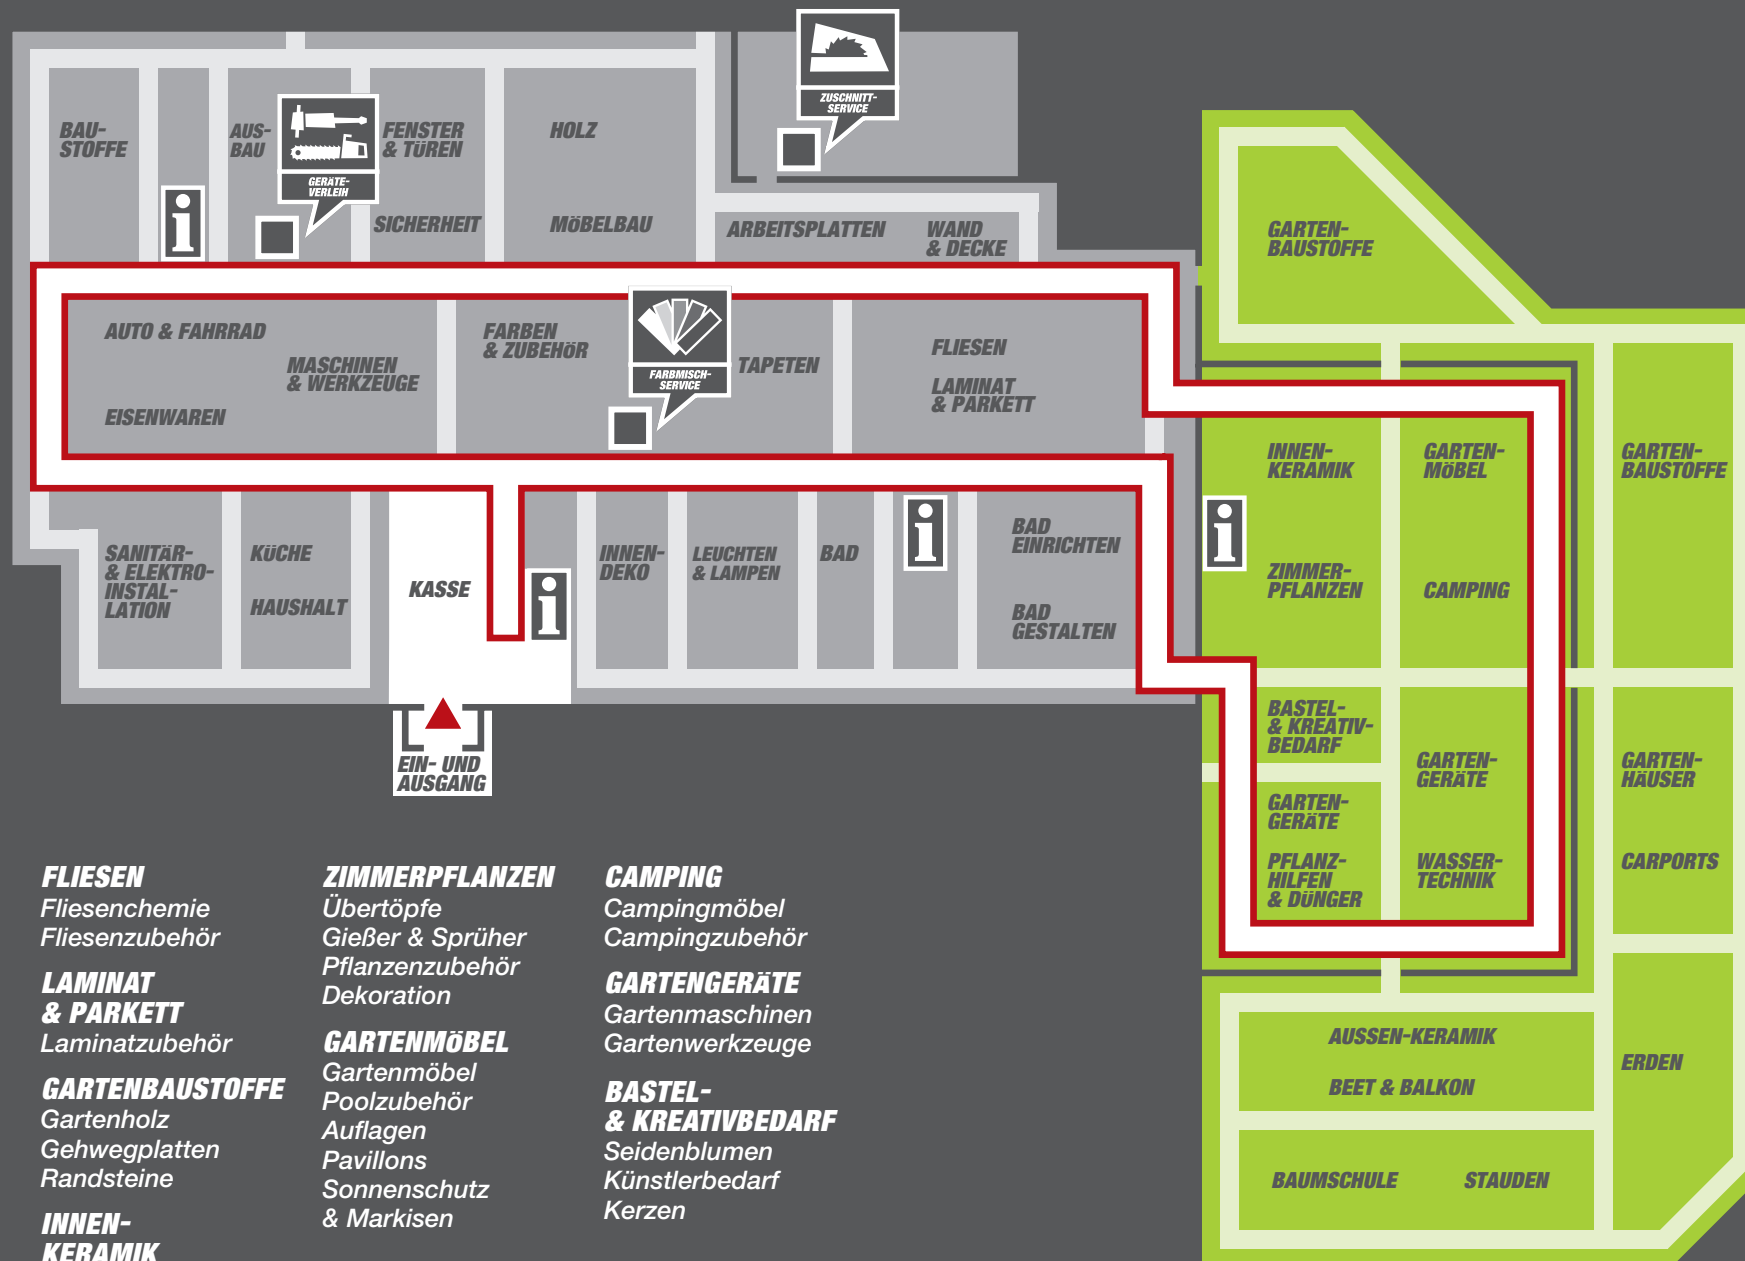 ZUSCHNITT-
SERVICE
BAU-
STOFFE
AUS-
BAU
GERÄTE-
VERLEIH
FENSTER
& TÜREN
SICHERHEIT
HOLZ
MÖBELBAU
ARBEITSPLATTEN
WAND
& DECKE
GARTEN-
BAUSTOFFE
AUTO & FAHRRAD
MASCHINEN
& WERKZEUGE
EISENWAREN
FARBEN
& ZUBEHÖR
FARBMISCH-
SERVICE
TAPETEN
FLIESEN
LAMINAT
& PARKETT
INNEN-
KERAMIK
GARTEN-
MÖBEL
GARTEN-
BAUSTOFFE
SANITÄR-
& ELEKTRO-
INSTAL-
LATION
KÜCHE
HAUSHALT
KASSE
INNEN-
DEKO
LEUCHTEN
& LAMPEN
BAD
BAD
EINRICHTEN
BAD
GESTALTEN
ZIMMER-
PFLANZEN
CAMPING
BASTEL-
& KREATIV-
BEDARF
GARTEN-
GERÄTE
GARTEN-
HÄUSER
GARTEN-
GERÄTE
PFLANZ-
HILFEN
& DÜNGER
WASSER-
TECHNIK
CARPORTS
EIN- UND
AUSGANG
AUSSEN-KERAMIK
BEET & BALKON
ERDEN
BAUMSCHULE
STAUDEN
FLIESEN
Fliesenchemie
Fliesenzubehör
LAMINAT
& PARKETT
Laminatzubehör
GARTENBAUSTOFFE
Gartenholz
Gehwegplatten
Randsteine
INNEN-
KERAMIK
ZIMMERPFLANZEN
Übertöpfe
Gießer & Sprüher
Pflanzenzubehör
Dekoration
GARTENMÖBEL
Gartenmöbel
Poolzubehör
Auflagen
Pavillons
Sonnenschutz
& Markisen
CAMPING
Campingmöbel
Campingzubehör
GARTENGERÄTE
Gartenmaschinen
Gartenwerkzeuge
BASTEL-
& KREATIVBEDARF
Seidenblumen
Künstlerbedarf
Kerzen